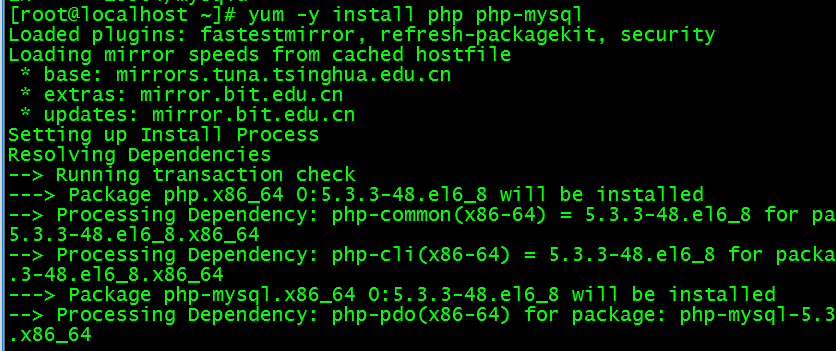 [root@localhost ~]# yum -y install php php-mysql
Loaded plugins: fastestmirror, refresh-packagekit, security
Loading mirror speeds from cached hostfile
 * base: mirrors.tuna.tsinghua.edu.cn
 * extras: mirror.bit.edu.cn
 * updates: mirror.bit.edu.cn
Setting up Install Process
Resolving Dependencies
--> Running transaction check
---> Package php.x86_64 0:5.3.3-48.el6_8 will be installed
--> Processing Dependency: php-common(x86-64) = 5.3.3-48.el6_8 for pa
5.3.3-48.el6_8.x86_64
--> Processing Dependency: php-cli(x86-64) = 5.3.3-48.el6_8 for packa
.3-48.el6_8.x86_64
---> Package php-mysql.x86_64 0:5.3.3-48.el6_8 will be installed
--> Processing Dependency: php-pdo(x86-64) for package: php-mysql-5.3
.x86_64